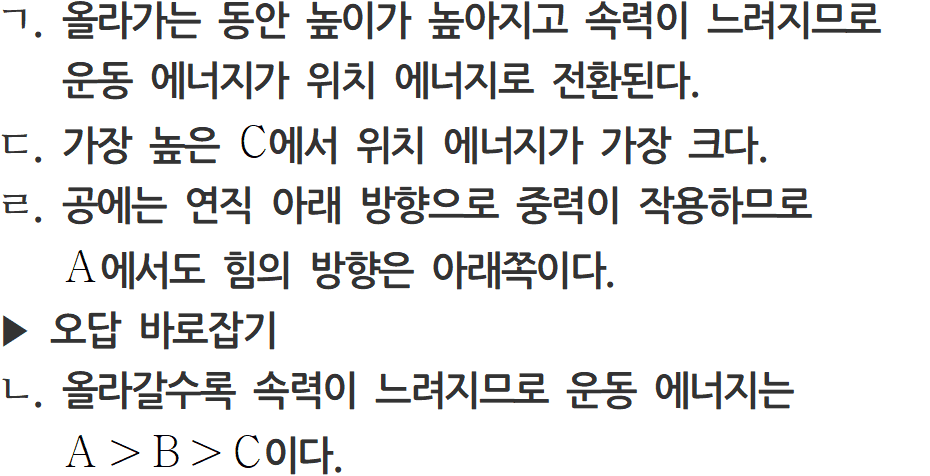 ㄱ. 올라가는 동안 높이가 높아지고 속력이 느려지므로
운동 에너지가 위치 에너지로 전환된다.
ㄷ. 가장 높은 C에서 위치 에너지가 가장 크다.
ㄹ. 공에는 연직 아래 방향으로 중력이 작용하므로
A에서도 힘의 방향은 아래쪽이다.
▶ 오답 바로잡기
ㄴ. 올라갈수록 속력이 느려지므로 운동 에너지는
A > B > C이다.